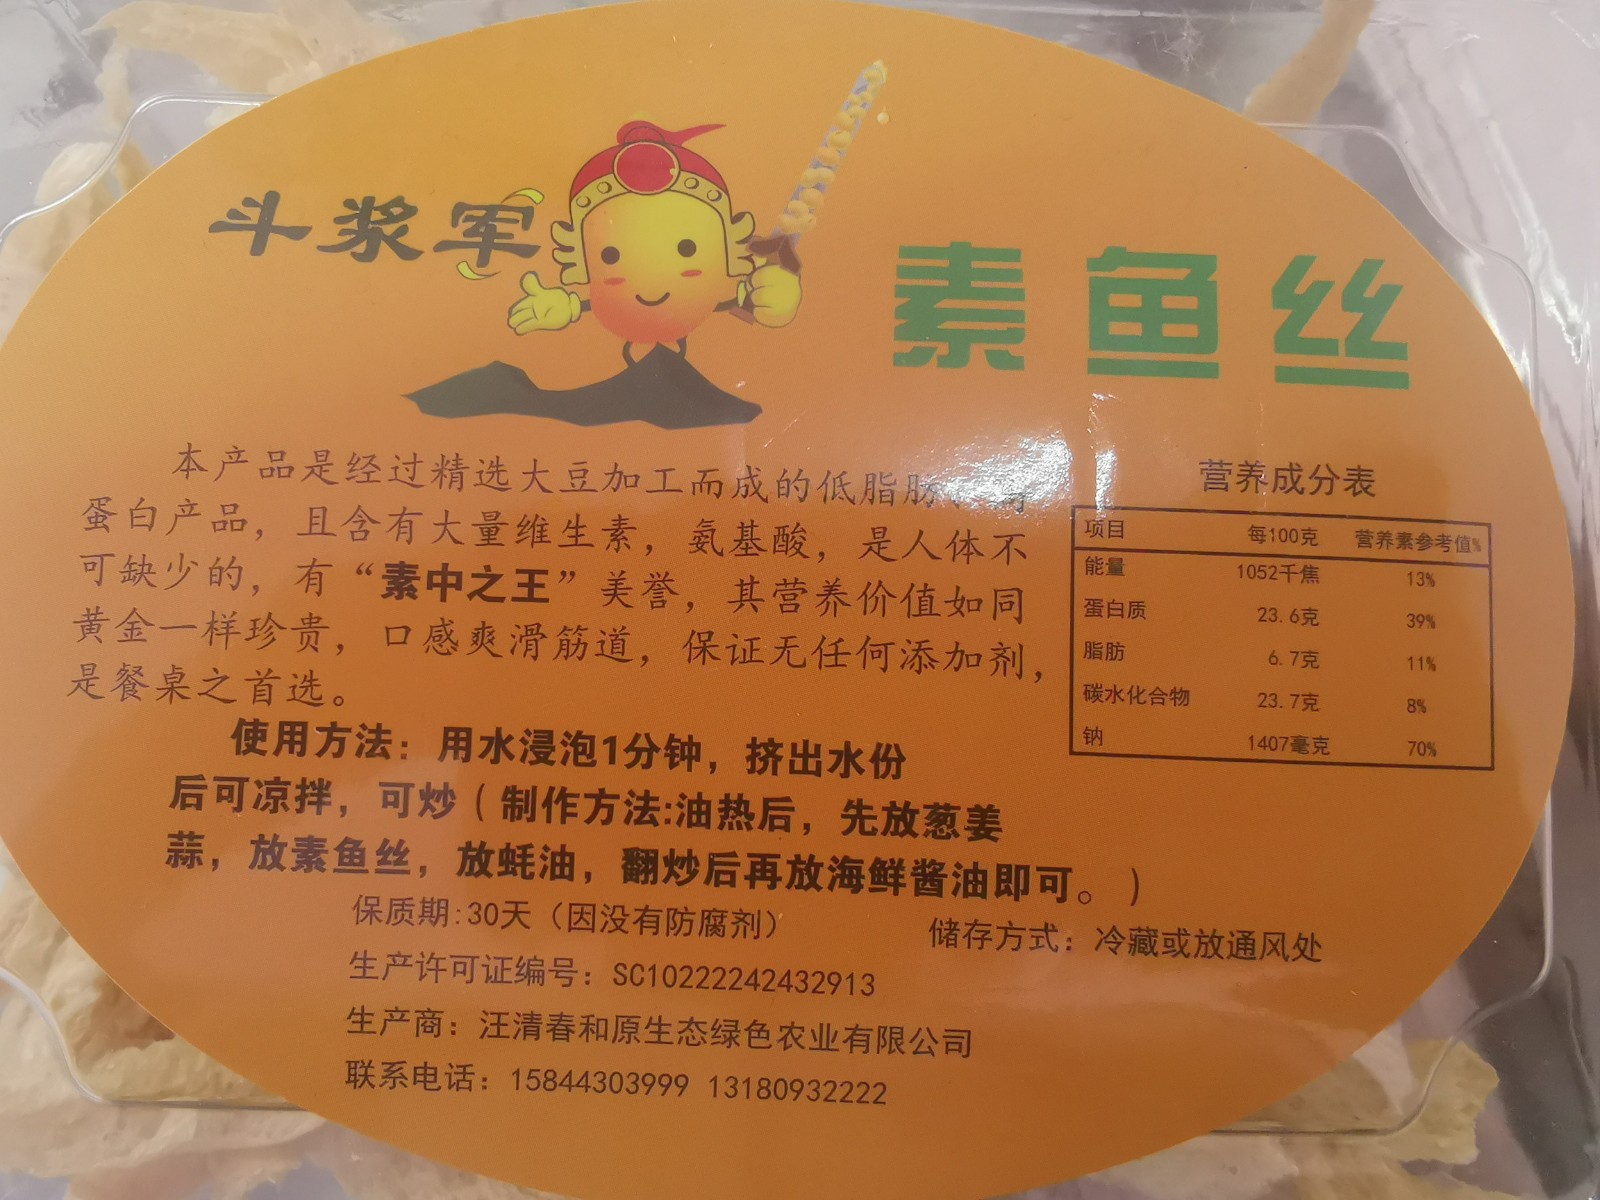 斗浆军
素鱼丝
本产品是经过精选大豆加工而成的低脂肪、高
蛋白产品，且含有大量维生素，氨基酸，是人体不
可缺少的，有“素中之王”美誉，其营养价值如同
黄金一样珍贵，口感爽滑筋道，保证无任何添加剂，
是餐桌之首选。
营养成分表
项目 每100克 营养素参考值%
能量 1052千焦 13%
蛋白质 23.6克 39%
脂肪 6.7克 11%
碳水化合物 23.7克 8%
钠 1407毫克 70%
使用方法：用水浸泡1分钟，挤出水份
后可凉拌，可炒（制作方法:油热后，先放葱姜
蒜，放素鱼丝，放蚝油，翻炒后再放海鲜酱油即可。）
保质期:30天（因没有防腐剂） 储存方式：冷藏或放通风处
生产许可证编号：SC10222242432913
生产商：汪清春和原生态绿色农业有限公司
联系电话：15844303999 13180932222